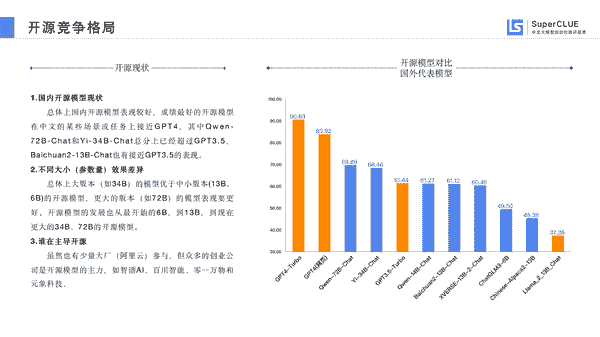 开源竞争格局
SuperCLUE
中文大模型综合性测评基准
开源现状
1.国内开源模型现状
总体上国内开源模型表现较好，成绩最好的开源模型
在中文的某些场景或任务上接近GPT4，其中Qwen-
72B-Chat和Yi-34B-Chat总分上已经超过GPT3.5，
Baichuan2-13B-Chat也有接近GPT3.5的表现。
2.不同大小（参数量）效果差异
总体上大版本（如34B）的模型优于中小版本(13B、
6B)的开源模型，更大的版本（如72B）的模型表现要更
好。开源模型的发展也从最开始的6B，到13B，到现在
更大的34B、72B的开源模型。
3.谁在主导开源
虽然也有少量大厂（阿里云）参与，但众多的创业公
司是开源模型的主力，如智谱AI、百川智能、零一万物和
元象科技。
开源模型对比
国外代表模型
100.00
90.00
80.00
70.00
60.00
50.00
40.00
30.00
90.63
83.92
69.69
68.46
61.44
61.27
61.12
60.46
49.50
45.35
37.35
GPT4-Turbo
GPT4(网页)
Qwen-72B-Chat
Yi-34B-Chat
GPT3.5-Turbo
Qwen-14B-Chat
Baichuan2-13B-Chat
XVERSE-13B-2-Chat
ChatGLM3-6B
Chinese-Alpaca2-13B
Llama_2_13B_Chat